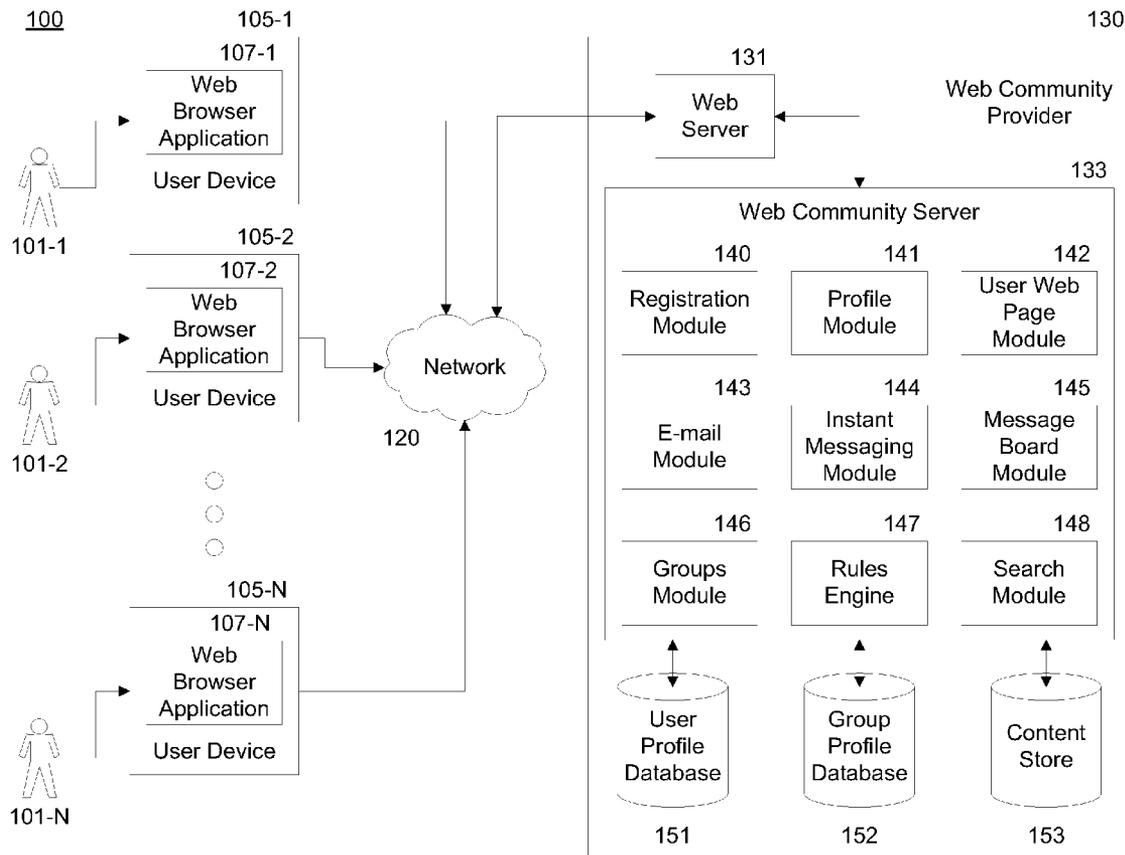 100
105-1
130
107-1
131
Web
Browser
Application
Web
Server
Web Community
Provider
User Device
133
101-1
Web Community Server
105-2
107-2
140
141
142
Web
Browser
Application
Registration
Module
Profile
Module
User Web
Page
Module
Network
User Device
143
144
145
101-2
120
E-mail
Module
Instant
Messaging
Module
Message
Board
Module
146
147
148
105-N
Groups
Module
Rules
Engine
Search
Module
107-N
Web
Browser
Application
User Device
User
Profile
Database
Group
Profile
Database
Content
Store
101-N
151
152
153